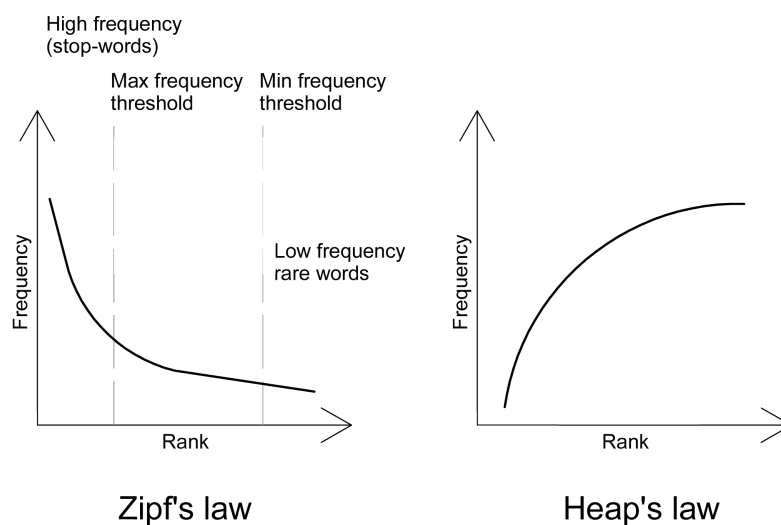 High frequency
(stop-words)
Max frequency
threshold
Min frequency
threshold
Low frequency
rare words
Frequency
Rank
Zipf's law
Frequency
Rank
Heap's law